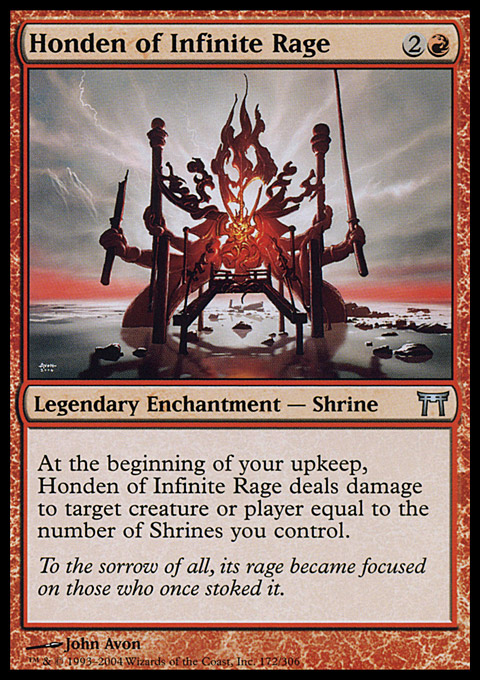 Honden of Infinite Rage 2
Legendary Enchantment — Shrine
At the beginning of your upkeep,
Honden of Infinite Rage deals damage
to target creature or player equal to the
number of Shrines you control.
To the sorrow of all, its rage became focused
on those who once stoked it.
John Avon
™ & © 1993–2004 Wizards of the Coast, Inc. 172/306